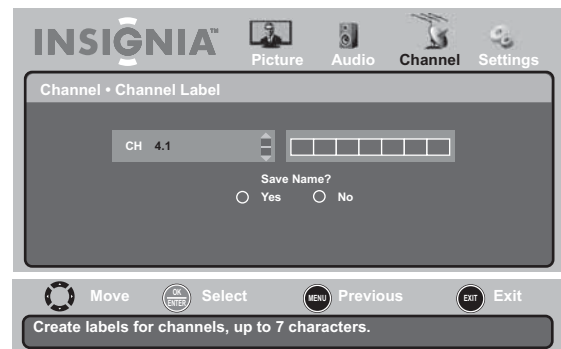 INSIGNIA™
Picture Audio Channel Settings
Channel • Channel Label
CH 4.1
Save Name?
Yes No
Move OK ENTER Select MENU Previous EXIT Exit
Create labels for channels, up to 7 characters.